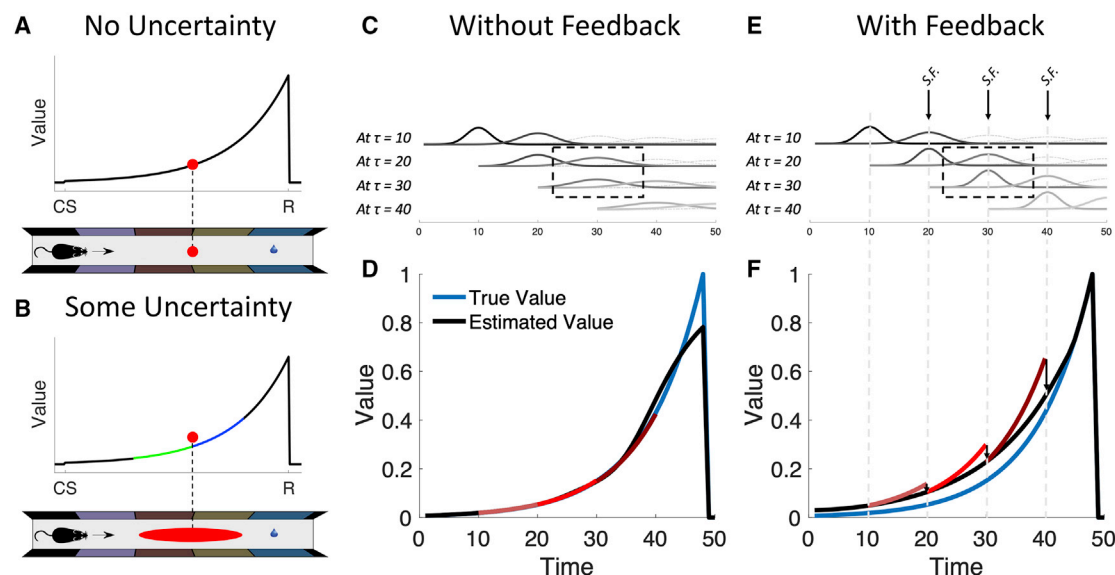 A No Uncertainty
Value
CS R
B Some Uncertainty
Value
CS R
C Without Feedback
At τ = 10
At τ = 20
At τ = 30
At τ = 40
0 10 20 30 40 50
D
True Value
Estimated Value
Value
1
0.8
0.6
0.4
0.2
0
0 10 20 30 40 50
Time
E With Feedback
S.F. S.F. S.F.
At τ = 10
At τ = 20
At τ = 30
At τ = 40
0 10 20 30 40 50
F
Value
1
0.8
0.6
0.4
0.2
0
0 10 20 30 40 50
Time